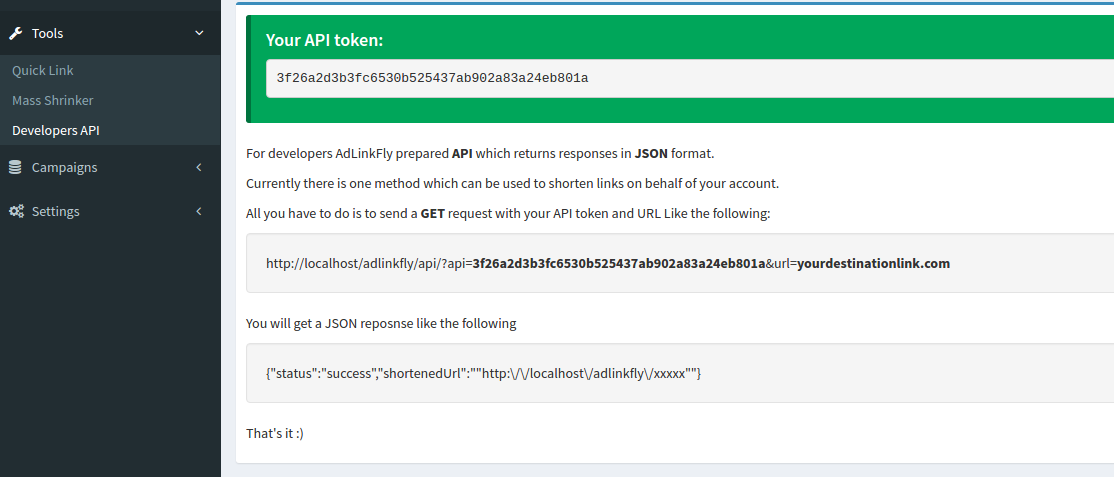 Tools
Quick Link
Mass Shrinker
Developers API
Campaigns
Settings
Your API token:
3f26a2d3b3fc6530b525437ab902a83a24eb801a
For developers AdLinkFly prepared API which returns responses in JSON format.
Currently there is one method which can be used to shorten links on behalf of your account.
All you have to do is to send a GET request with your API token and URL Like the following:
http://localhost/adlinkfly/api/?api=3f26a2d3b3fc6530b525437ab902a83a24eb801a&url=yourdestinationlink.com
You will get a JSON reposnse like the following
{"status":"success","shortenedUrl":""http:\/\/localhost\/adlinkfly\/xxxxx""}
That's it :)